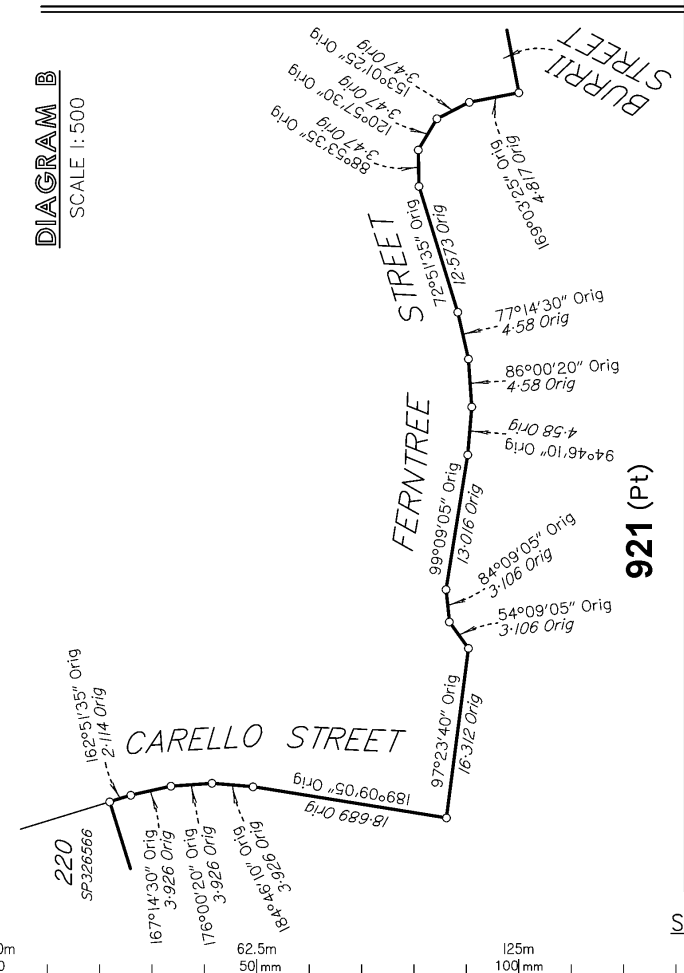 DIAGRAM B
SCALE 1:500
BURRII
STREET
153°01'25" Orig
3·47 Orig
120°57'30" Orig
3·47 Orig
88°53'35" Orig
3·47 Orig
169°03'25" Orig
4·817 Orig
STREET
72°51'35" Orig
12·573 Orig
77°14'30" Orig
4·58 Orig
86°00'20" Orig
4·58 Orig
FERNTREE
4·58 Orig
94°46'10" Orig
99°09'05" Orig
13·016 Orig
921 (Pt)
84°09'05" Orig
3·106 Orig
54°09'05" Orig
3·106 Orig
97°23'40" Orig
16·312 Orig
CARELLO STREET
162°51'35" Orig
2·114 Orig
189°09'05" Orig
18·689 Orig
220
SP326566
167°14'30" Orig
3·926 Orig
176°00'20" Orig
3·926 Orig
184°46'10" Orig
3·926 Orig
S
0m
62.5m
125m
0
50 mm
100 mm